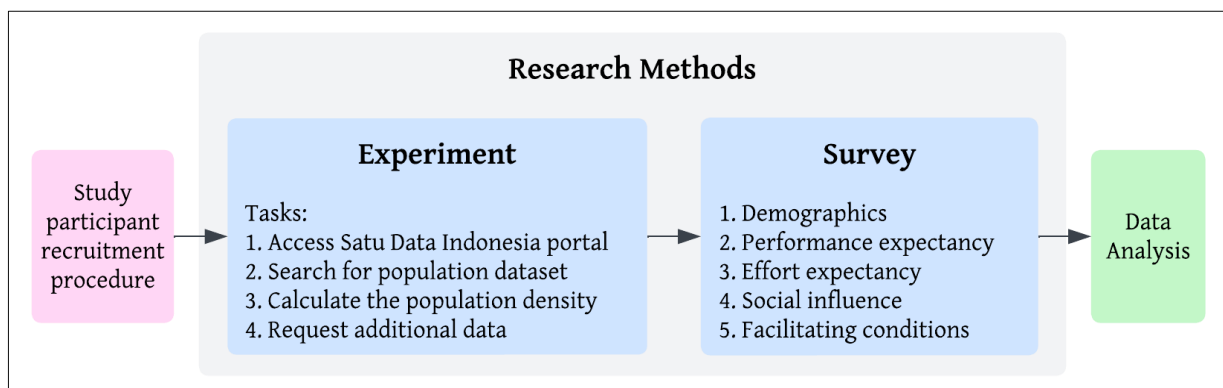 Research Methods
Study
participant
recruitment
procedure
Experiment
Tasks:
1. Access Satu Data Indonesia portal
2. Search for population dataset
3. Calculate the population density
4. Request additional data
Survey
1. Demographics
2. Performance expectancy
3. Effort expectancy
4. Social influence
5. Facilitating conditions
Data
Analysis